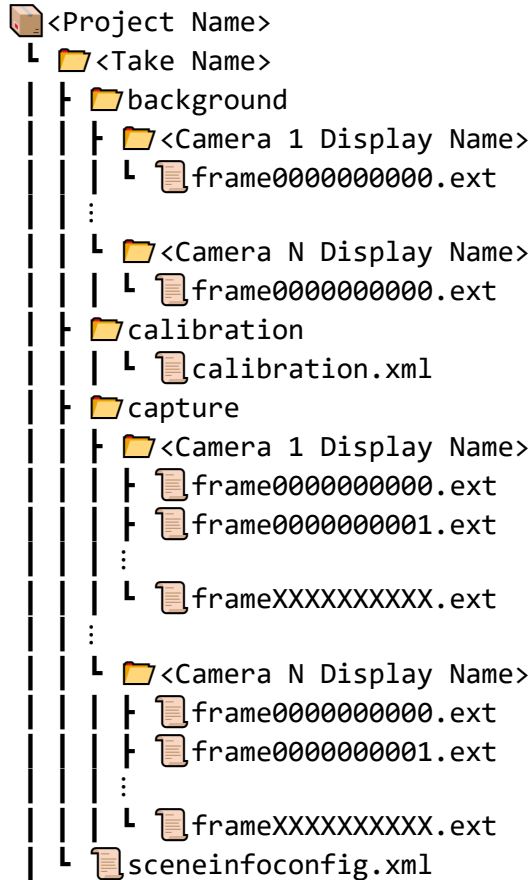 <Project Name>
<Take Name>
background
<Camera 1 Display Name>
frame0000000000.ext
<Camera N Display Name>
frame0000000000.ext
calibration
calibration.xml
capture
<Camera 1 Display Name>
frame0000000000.ext
frame0000000001.ext
frameXXXXXXXXXX.ext
<Camera N Display Name>
frame0000000000.ext
frame0000000001.ext
frameXXXXXXXXXX.ext
sceneinfoconfig.xml